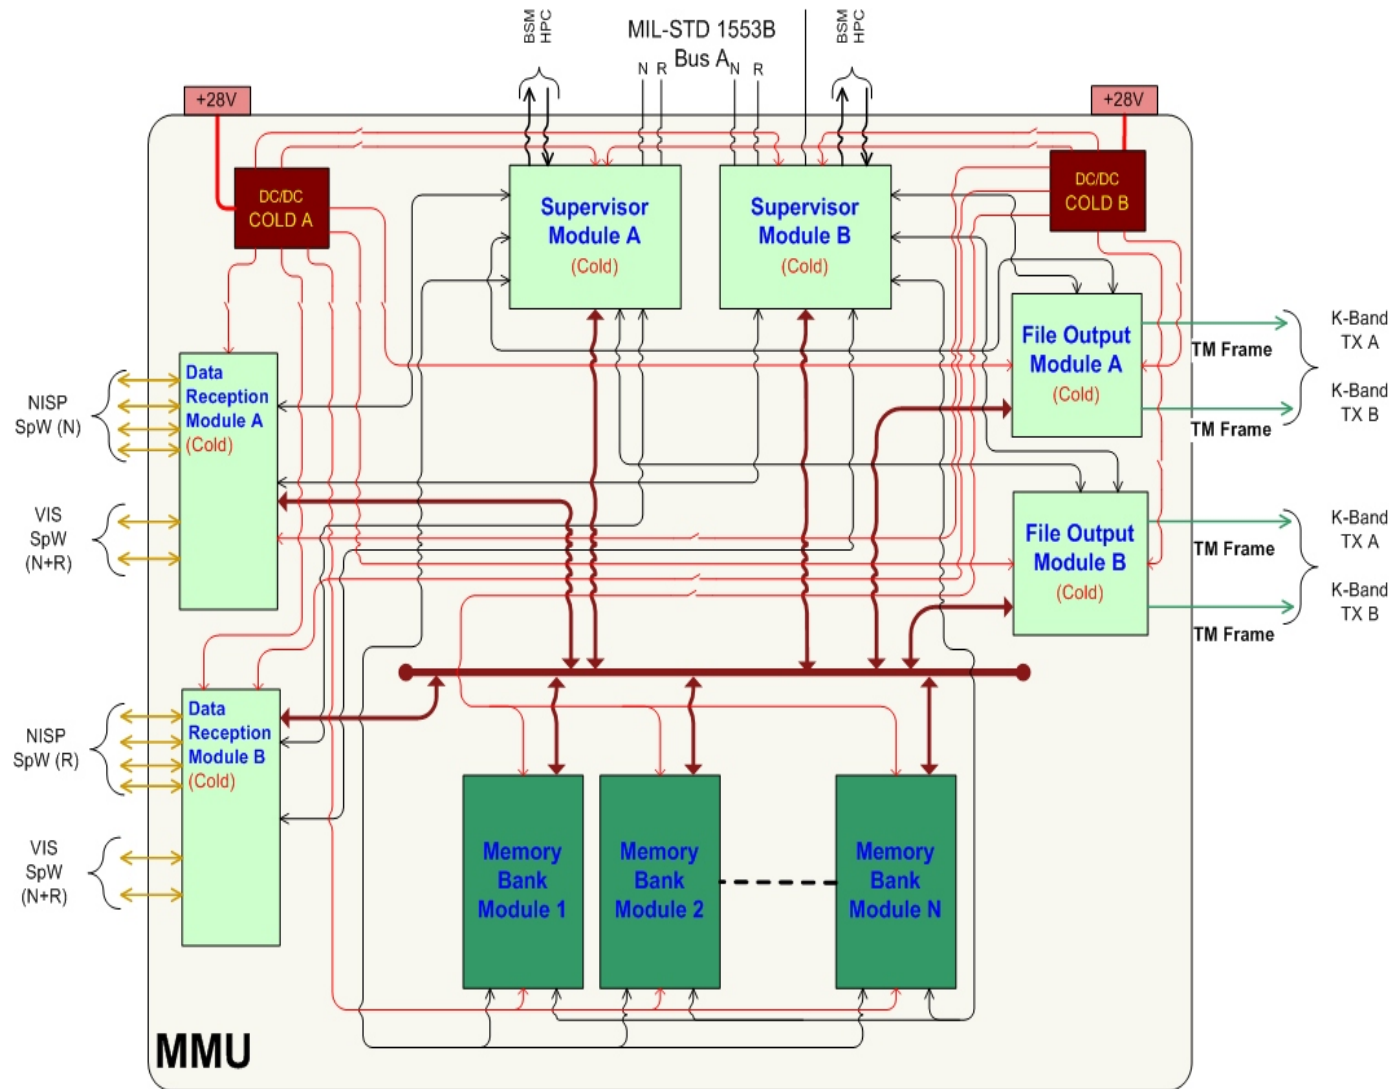 BSM
HPC
MIL-STD 1553B
Bus A
N R
N R
BSM
HPC
+28V
+28V
DC/DC
COLD A
DC/DC
COLD B
Supervisor
Module A
(Cold)
Supervisor
Module B
(Cold)
File Output
Module A
(Cold)
TM Frame
TM Frame
K-Band
TX A
K-Band
TX B
Data
Reception
Module A
(Cold)
NISP
SpW (N)
VIS
SpW
(N+R)
File Output
Module B
(Cold)
TM Frame
TM Frame
K-Band
TX A
K-Band
TX B
Data
Reception
Module B
(Cold)
NISP
SpW (R)
VIS
SpW
(N+R)
Memory
Bank
Module 1
Memory
Bank
Module 2
Memory
Bank
Module N
MMU